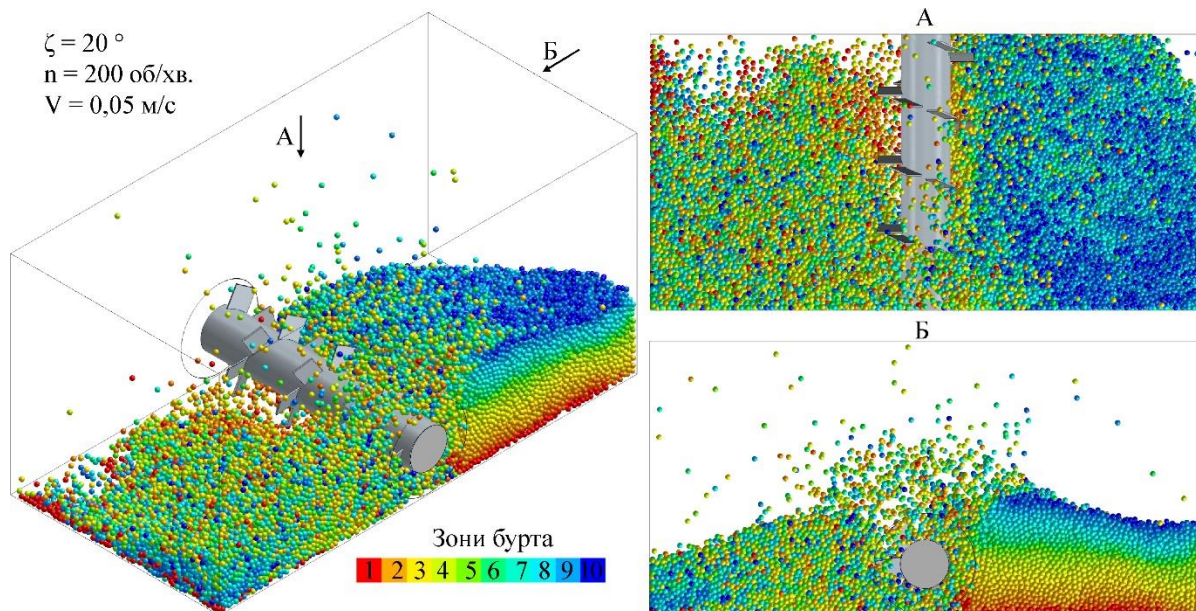 ζ = 20 °
n = 200 об/хв.
V = 0,05 м/с
Б
А
Зони бурта
1 2 3 4 5 6 7 8 9 10
А
Б